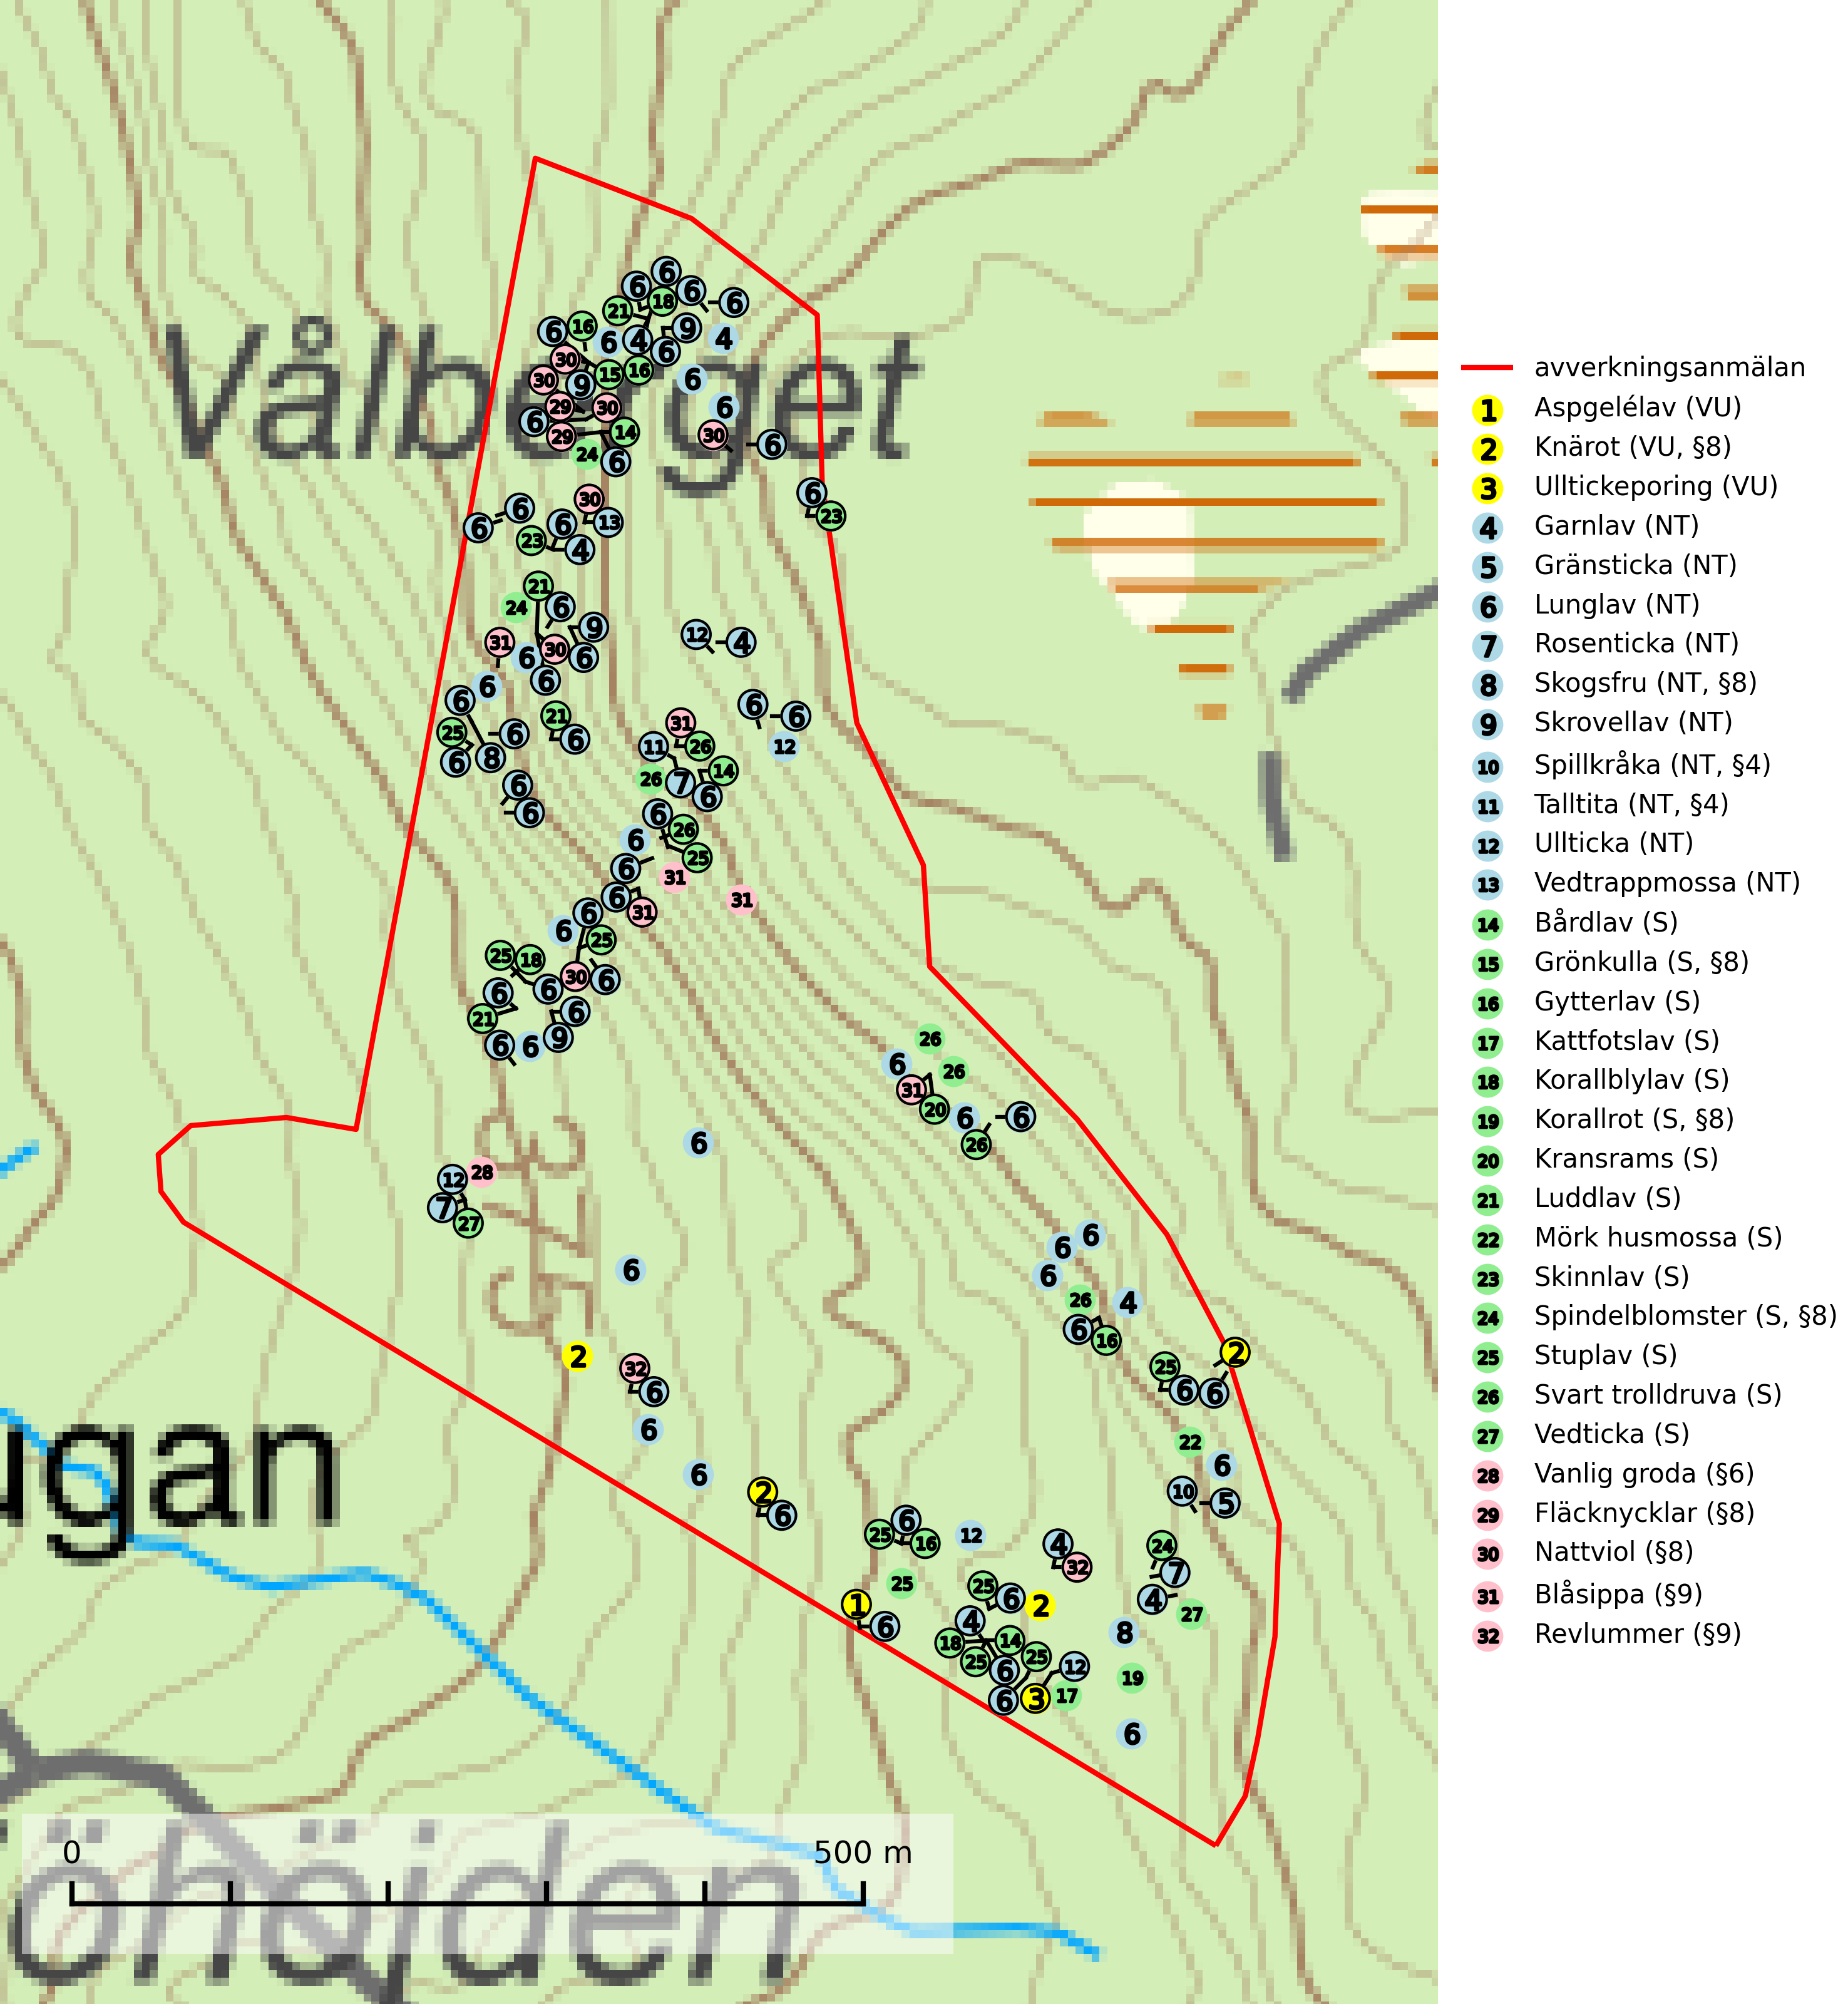 Vålberget
avverkningsanmälan
1 Aspgelélav (VU)
2 Knärot (VU, §8)
3 Ulltickeporing (VU)
4 Garnlav (NT)
5 Gränsticka (NT)
6 Lunglav (NT)
7 Rosenticka (NT)
8 Skogsfru (NT, §8)
9 Skrovellav (NT)
10 Spillkråka (NT, §4)
11 Talltita (NT, §4)
12 Ullticka (NT)
13 Vedtrappmossa (NT)
14 Bårdlav (S)
15 Grönkulla (S, §8)
16 Gytterlav (S)
17 Kattfotslav (S)
18 Korallblylav (S)
19 Korallrot (S, §8)
20 Kransrams (S)
21 Luddlav (S)
22 Mörk husmossa (S)
23 Skinnlav (S)
24 Spindelblomster (S, §8)
25 Stuplav (S)
26 Svart trolldruva (S)
27 Vedticka (S)
28 Vanlig groda (§6)
29 Fläcknycklar (§8)
30 Nattviol (§8)
31 Blåsippa (§9)
32 Revlummer (§9)
ugan
0 500 m
öhöjden